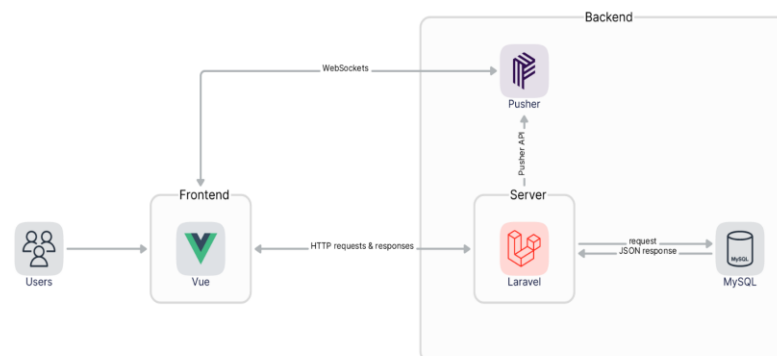 Backend
WebSockets
Pusher
Pusher API
Frontend
Server
HTTP requests & responses
request
JSON response
MySQL
Users
Vue
Laravel
MySQL